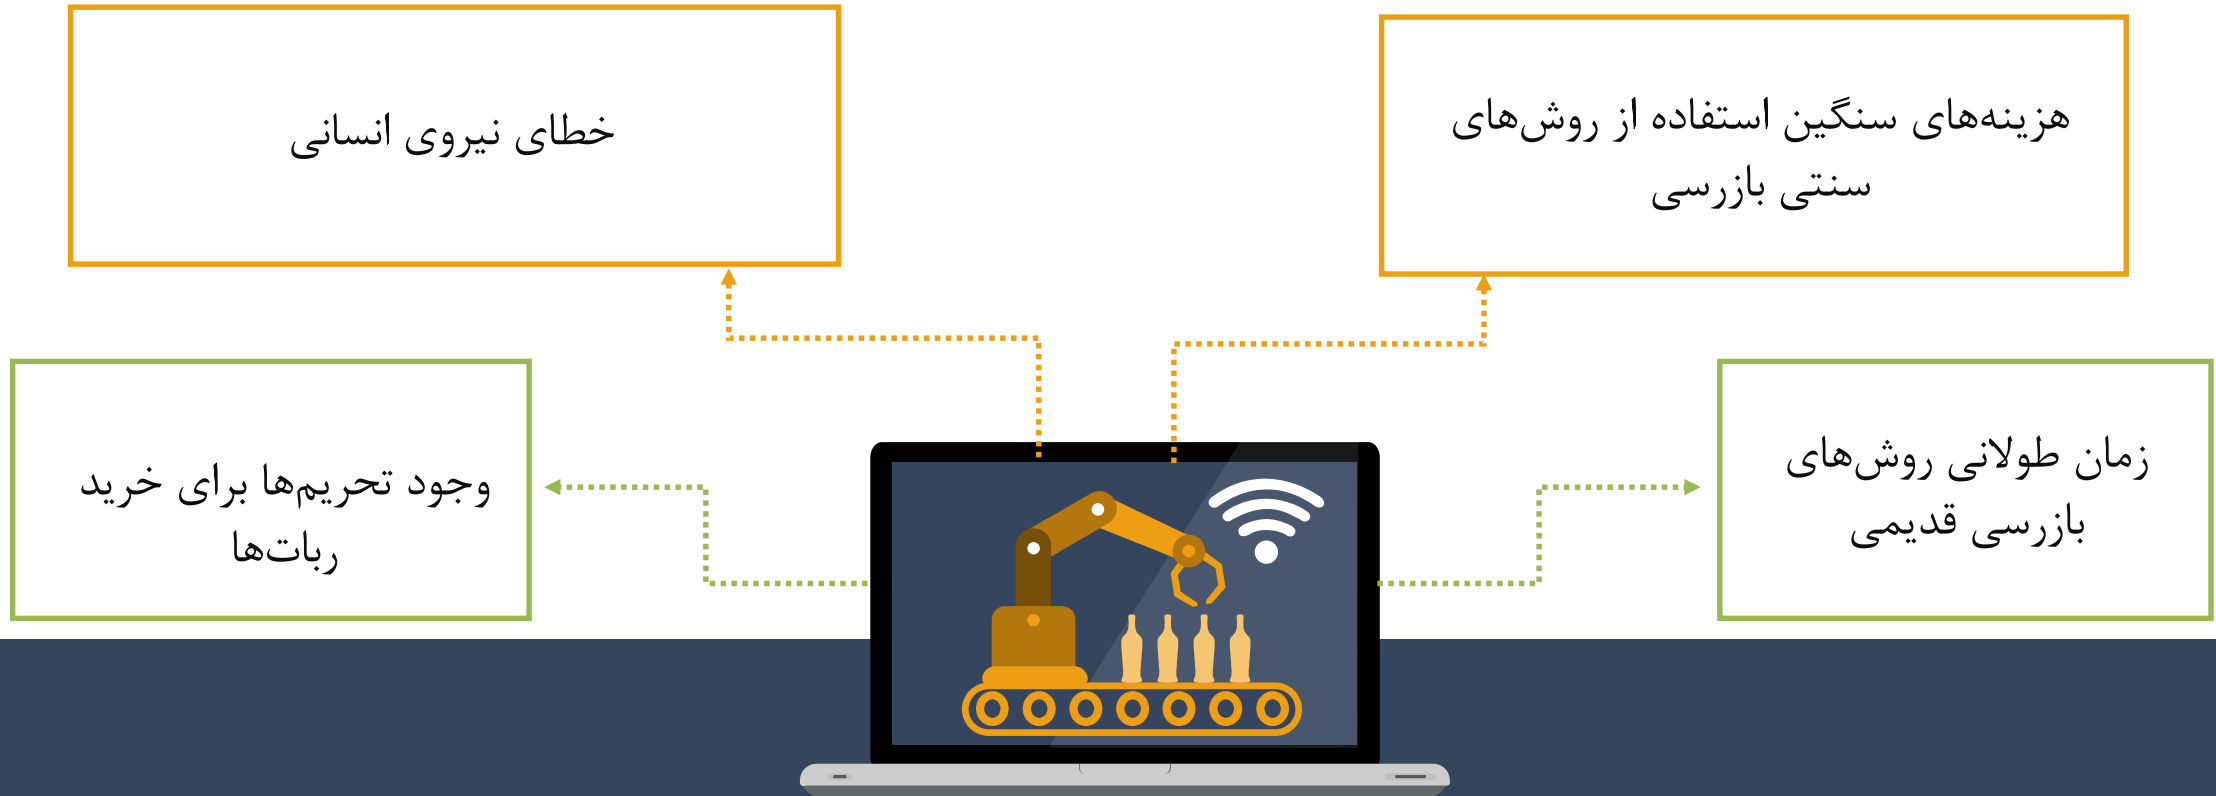 هزینه‌های سنگین استفاده از روش‌های
سنتی بازرسی
خطای نیروی انسانی
زمان طولانی روش‌های
بازرسی قدیمی
وجود تحریم‌ها برای خرید
ربات‌ها